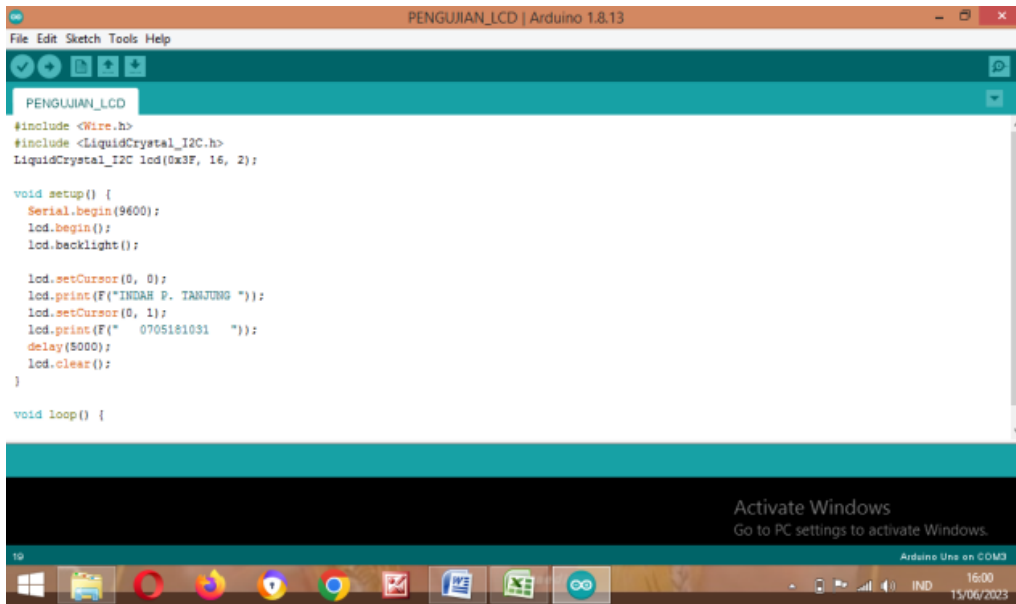 PENGUJIAN_LCD | Arduino 1.8.13
File Edit Sketch Tools Help
PENGUJIAN_LCD
#include <Wire.h>
#include <LiquidCrystal_I2C.h>
LiquidCrystal_I2C lcd(0x3F, 16, 2);
void setup() {
Serial.begin(9600);
lcd.begin();
lcd.backlight();
lcd.setCursor(0, 0);
lcd.print(F("INDAH P. TANJUNG "));
lcd.setCursor(0, 1);
lcd.print(F("   0705181031   "));
delay(5000);
lcd.clear();
}
void loop() {
Activate Windows
Go to PC settings to activate Windows.
19
Arduino Uno on COM3
IND
16:00
15/06/2023